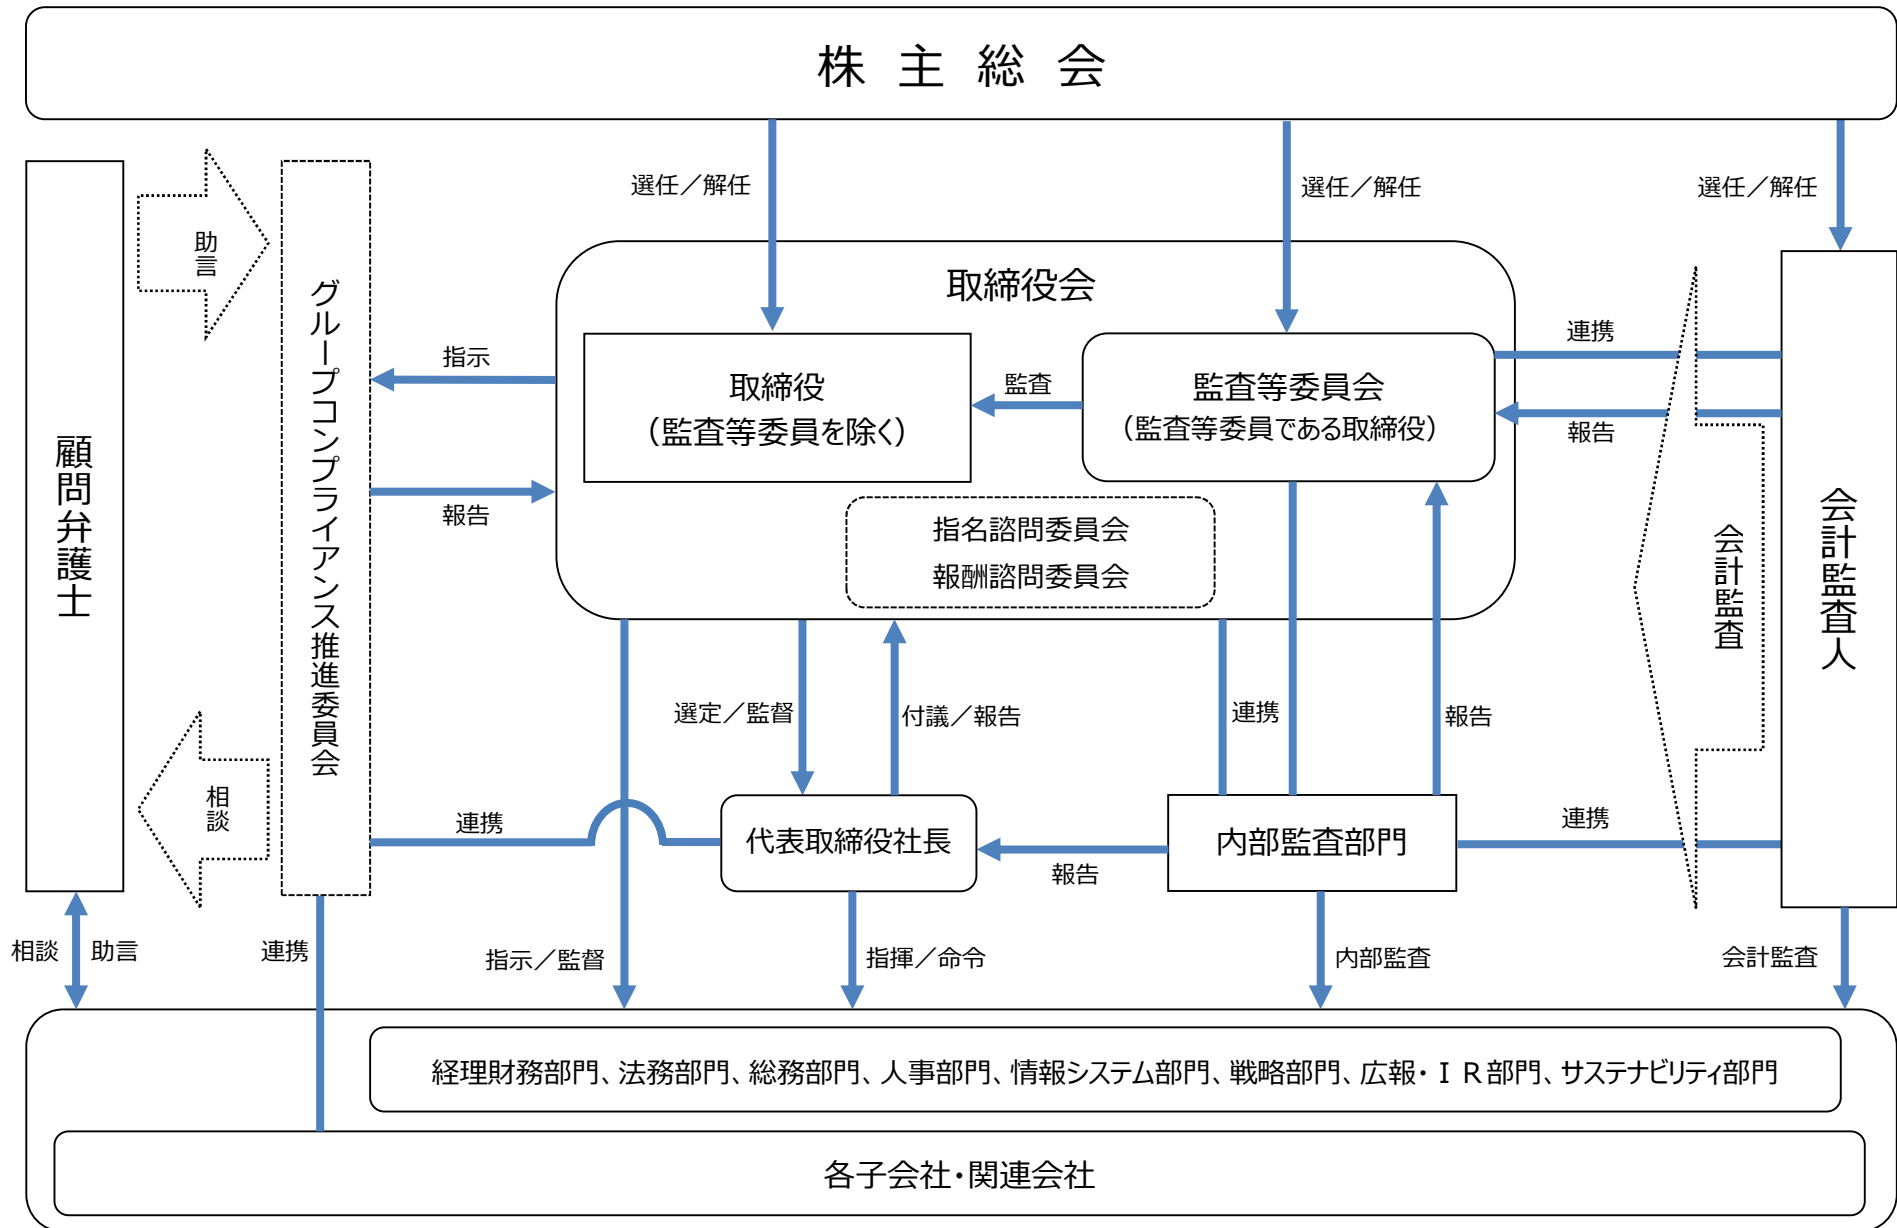 株 主 総 会
選任／解任
選任／解任
選任／解任
助言
取締役会
指示
取締役
（監査等委員を除く）
監査
監査等委員会
（監査等委員である取締役）
連携
報告
顧問弁護士
グループコンプライアンス推進委員会
報告
指名諮問委員会
報酬諮問委員会
会計監査
会計監査人
選定／監督
付議／報告
連携
報告
相談
連携
代表取締役社長
報告
内部監査部門
連携
相談
助言
連携
指示／監督
指揮／命令
内部監査
会計監査
経理財務部門、法務部門、総務部門、人事部門、情報システム部門、戦略部門、広報・ＩＲ部門、サステナビリティ部門
各子会社・関連会社